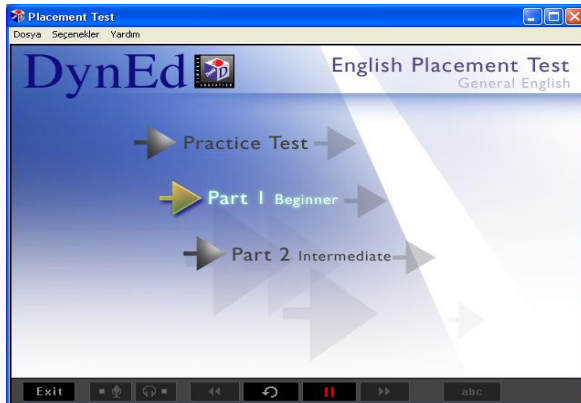 Placement Test
Dosya Seçenekler Yardım
DynEd
English Placement Test
General English
Practice Test
Part 1 Beginner
Part 2 Intermediate
Exit
abc